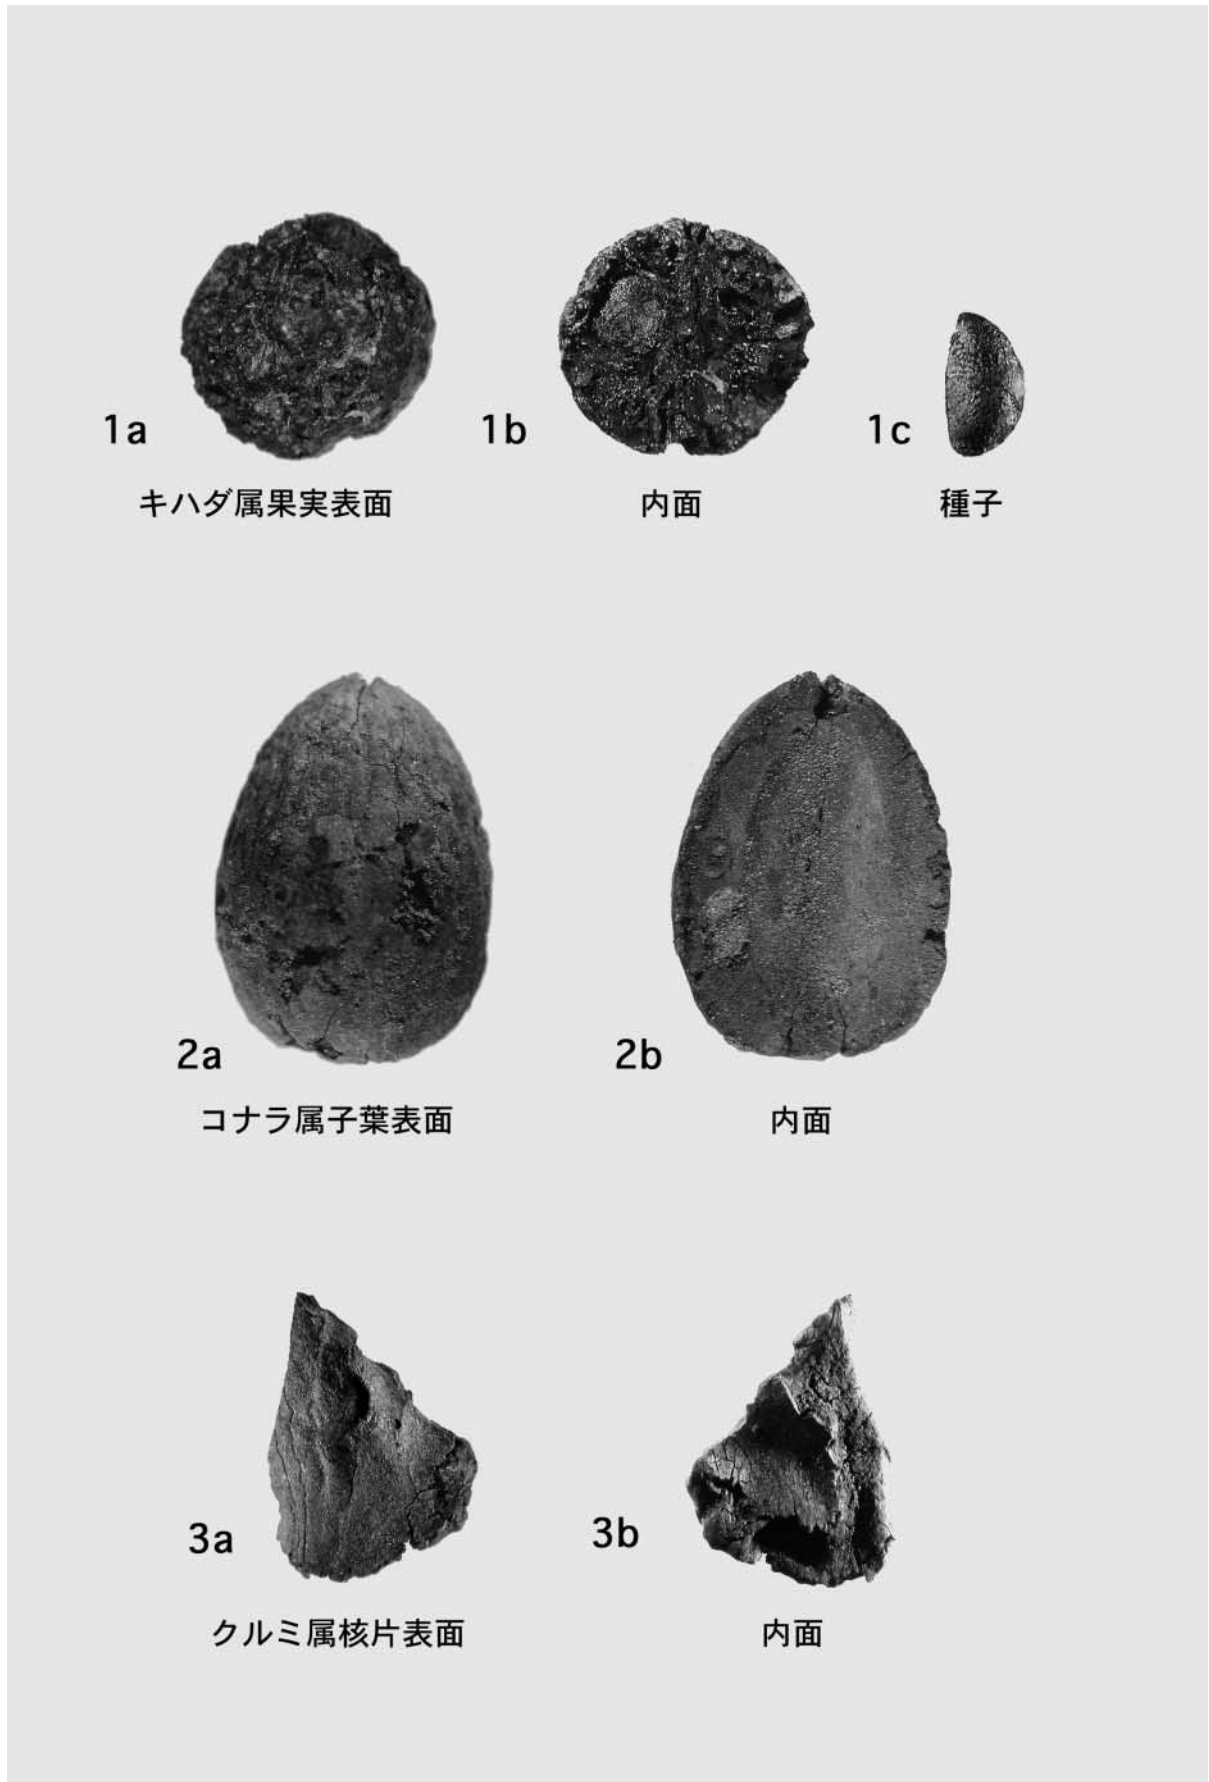 1a
キハダ属果実表面
1b
内面
1c
種子
2a
コナラ属子葉表面
2b
内面
3a
クルミ属核片表面
3b
内面